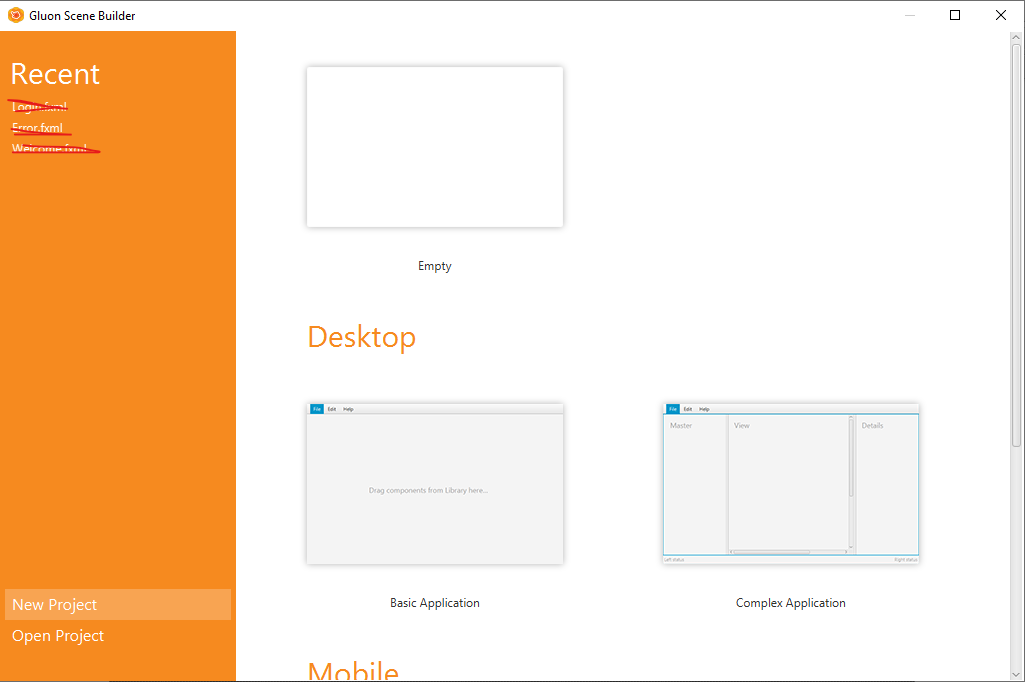 Gluon Scene Builder
Recent
Login.fxml
Error.fxml
Welcome.fxml
New Project
Open Project
Empty
Desktop
File Edit Help
Drag components from Library here...
Basic Application
File Edit Help
Master View Details
Left status Right status
Complex Application
Mobile